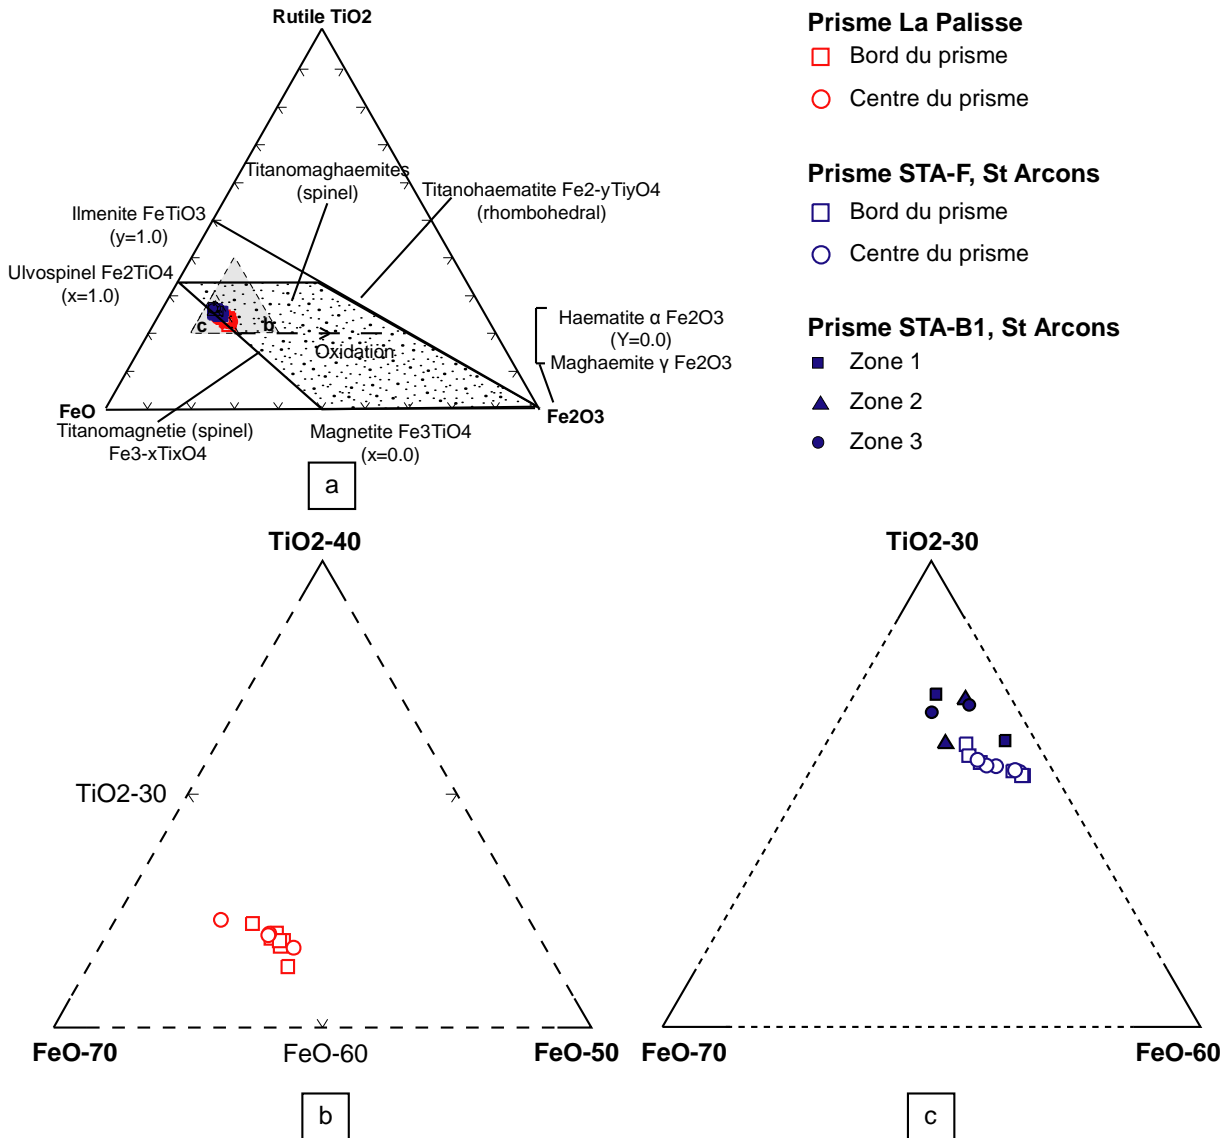 Rutile TiO2
Titanomaghaemites
(spinel)
Titanohaematite Fe2-yTiyO4
(rhombohedral)
Ilmenite FeTiO3
(y=1.0)
Ulvospinel Fe2TiO4
(x=1.0)
c
b
Oxidation
Haematite α Fe2O3
(Y=0.0)
Maghaemite γ Fe2O3
FeO
Fe2O3
Titanomagnetie (spinel)
Fe3-xTixO4
Magnetite Fe3TiO4
(x=0.0)
a
Prisme La Palisse
Bord du prisme
Centre du prisme
Prisme STA-F, St Arcons
Bord du prisme
Centre du prisme
Prisme STA-B1, St Arcons
Zone 1
Zone 2
Zone 3
TiO2-40
TiO2-30
FeO-70
FeO-60
FeO-50
b
TiO2-30
FeO-70
FeO-60
c